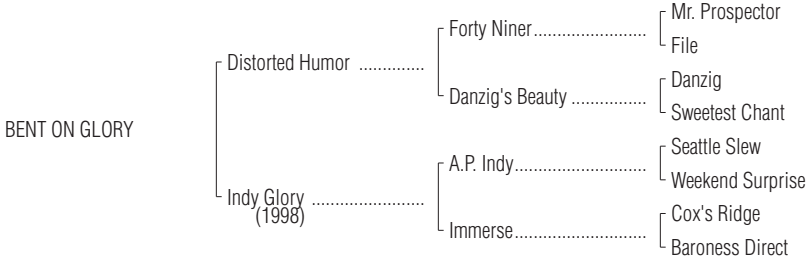 Mr. Prospector
Forty Niner........................
File
Distorted Humor ..............
Danzig
Danzig's Beauty ................
Sweetest Chant
BENT ON GLORY
Seattle Slew
A.P. Indy............................
Weekend Surprise
Indy Glory ........................
(1998)
Cox's Ridge
Immerse............................
Baroness Direct